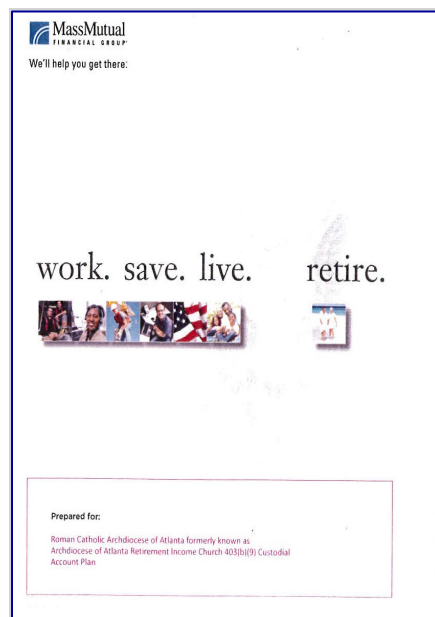 MassMutual
FINANCIAL GROUP
We'll help you get there:
work. save. live. retire.
Prepared for:
Roman Catholic Archdiocese of Atlanta formerly known as
Archdiocese of Atlanta Retirement Income Church 403(b)(9) Custodial
Account Plan